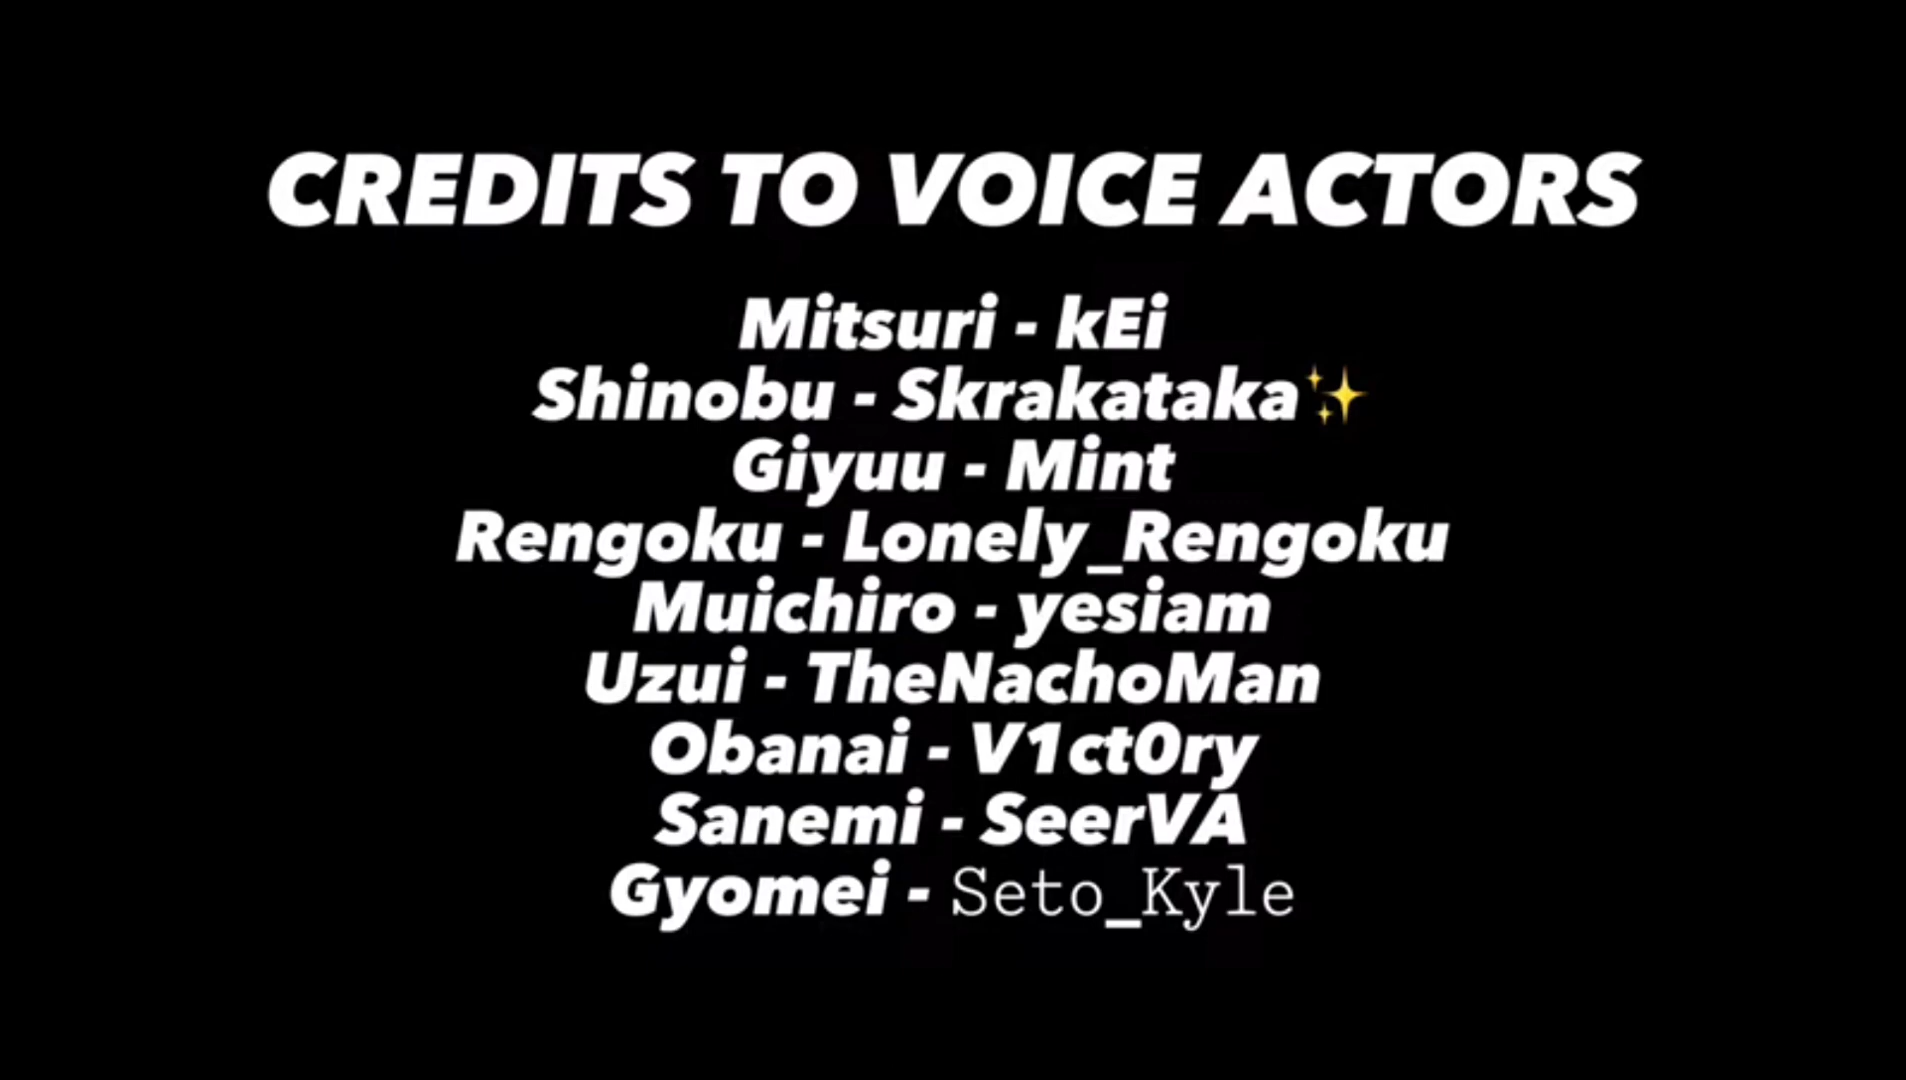 CREDITS TO VOICE ACTORS
Mitsuri - kEi
Shinobu - Skrakataka✨
Giyuu - Mint
Rengoku - Lonely_Rengoku
Muichiro - yesiam
Uzui - TheNachoMan
Obanai - V1ct0ry
Sanemi - SeerVA
Gyomei - 𝚂𝚎𝚝𝚘_𝙺𝚢𝚕𝚎